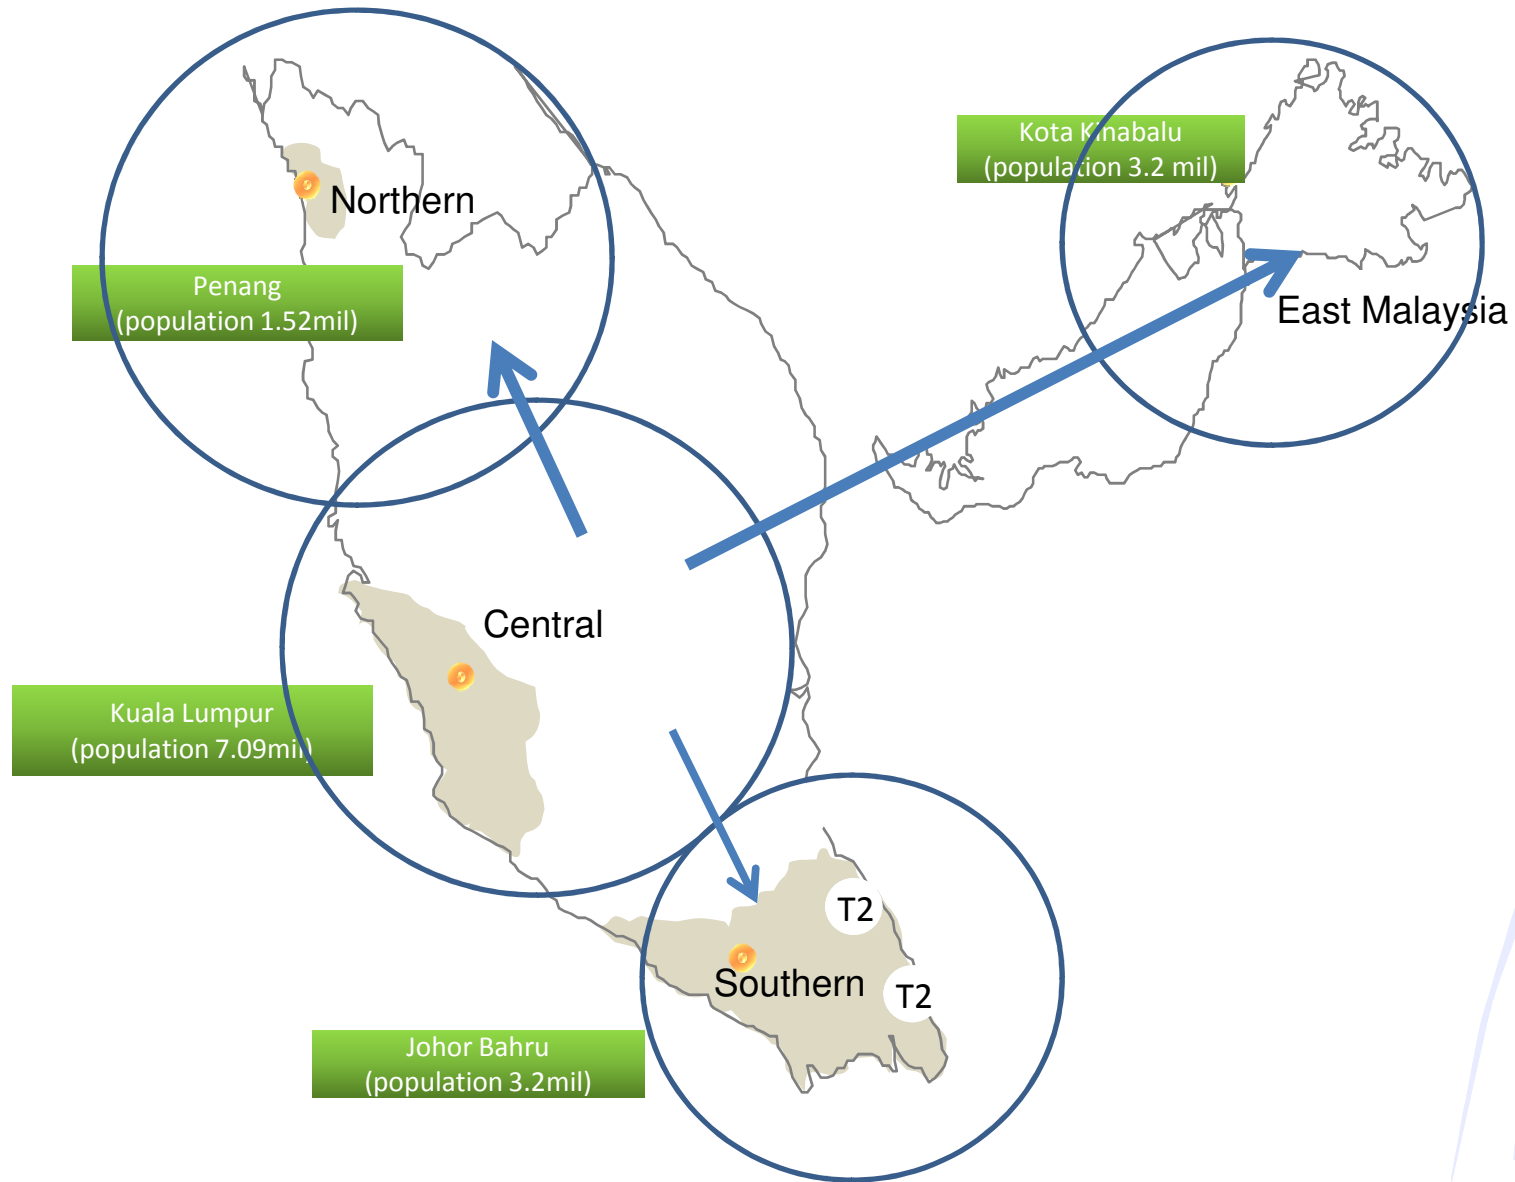 Kota Kinabalu
(population 3.2 mil)
Northern
Penang
(population 1.52mil)
East Malaysia
Central
Kuala Lumpur
(population 7.09mil)
T2
Southern
T2
Johor Bahru
(population 3.2mil)